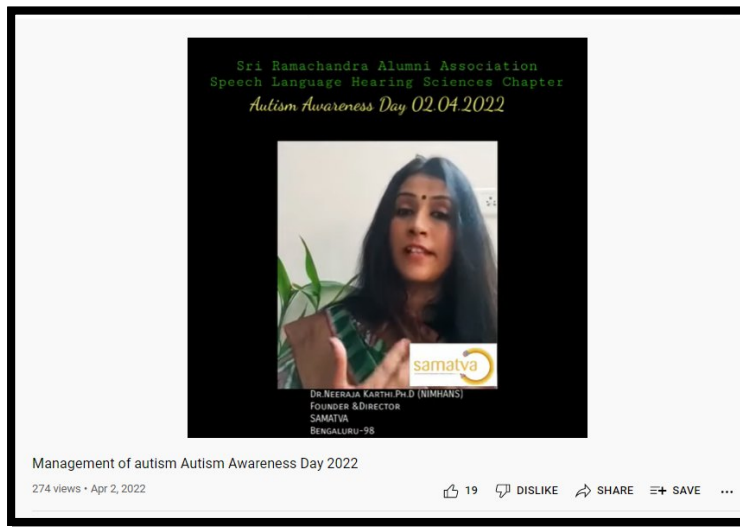 Sri Ramachandra Alumni Association
Speech Language Hearing Sciences Chapter
Autism Awareness Day 02.04.2022
samatva
DR.NEERAJA KARTHI.PH.D (NIMHANS)
FOUNDER &DIRECTOR
SAMATVA
BENGALURU-98
Management of autism Autism Awareness Day 2022
274 views • Apr 2, 2022
19 DISLIKE SHARE SAVE ...